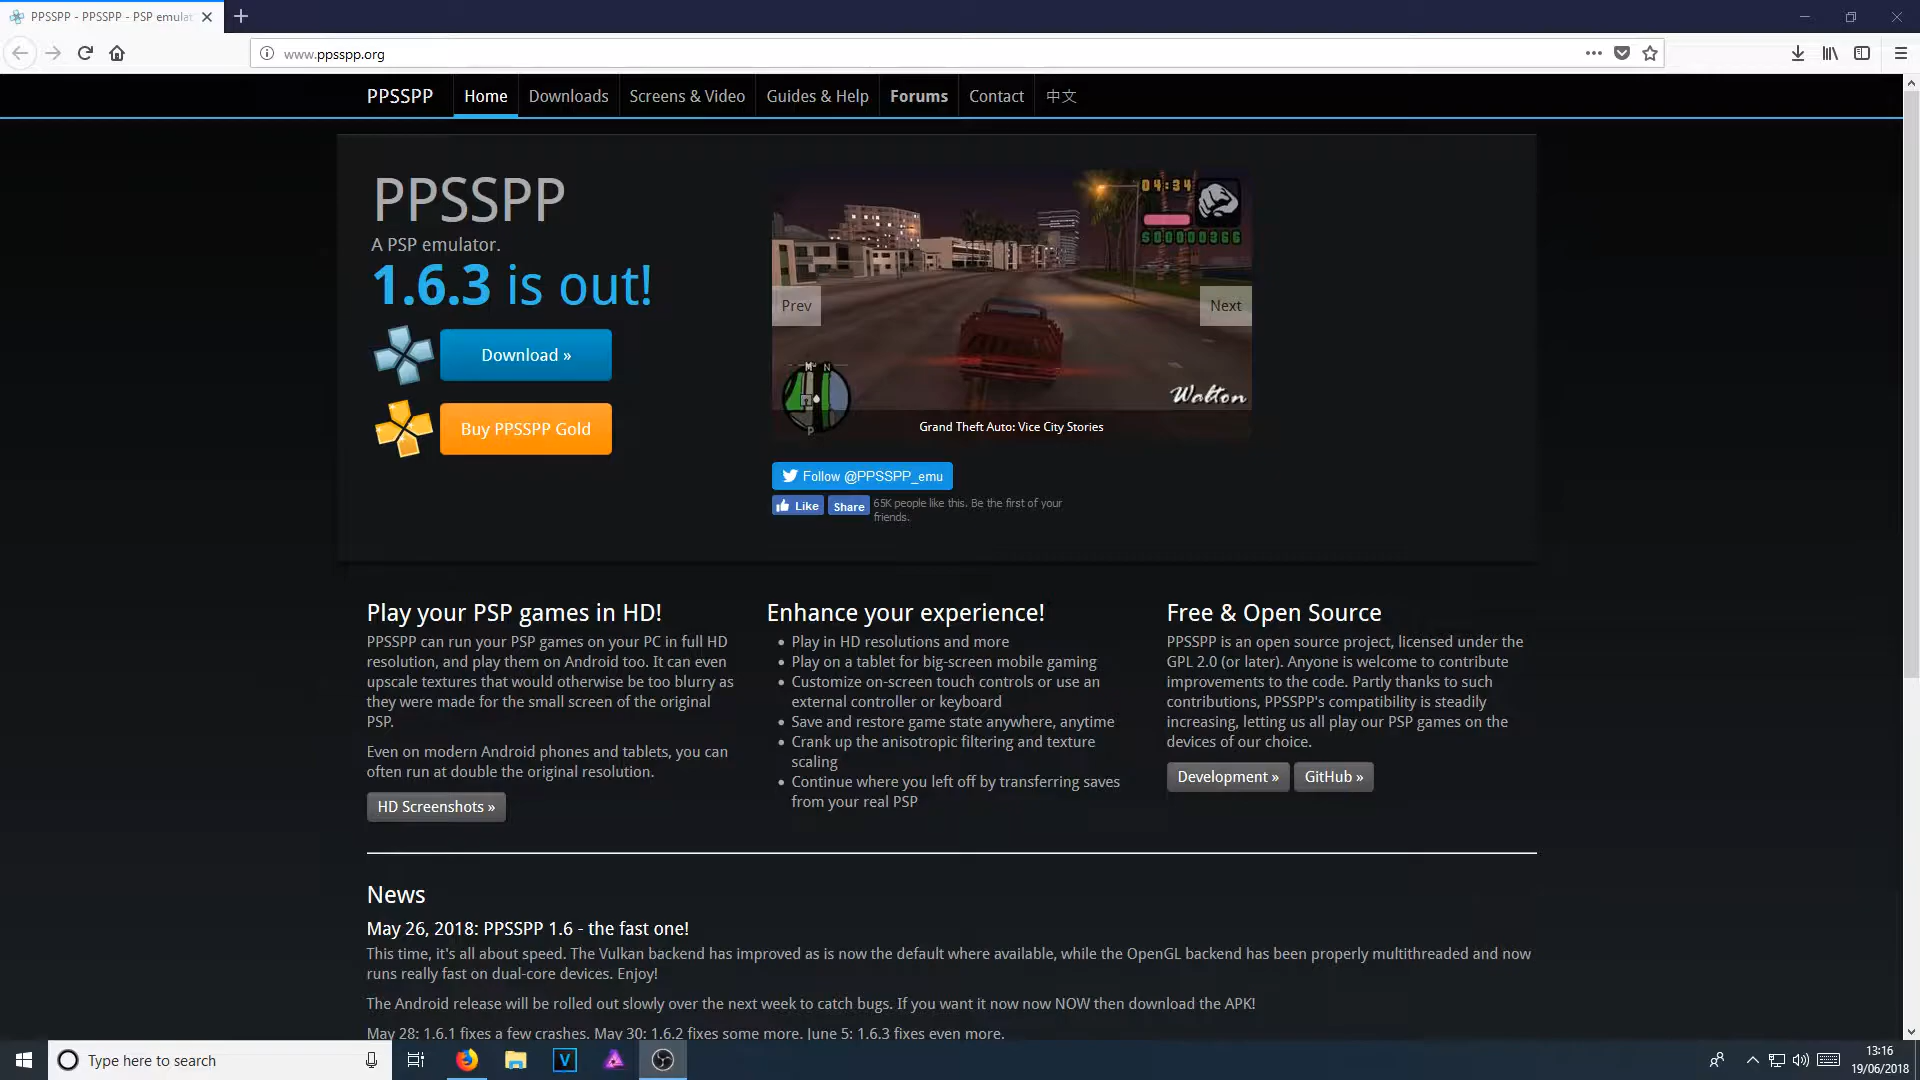 PPSSPP - PPSSPP - PSP emulat
www.ppsspp.org
PPSSPP
Home
Downloads
Screens & Video
Guides & Help
Forums
Contact
中文
PPSSPP
A PSP emulator.
1.6.3 is out!
Download »
Buy PPSSPP Gold
04:34
$00000366
Prev
Next
M
N
P
Walton
Grand Theft Auto: Vice City Stories
Follow @PPSSPP_emu
Like
Share
65K people like this. Be the first of your
friends.
Play your PSP games in HD!
PPSSPP can run your PSP games on your PC in full HD
resolution, and play them on Android too. It can even
upscale textures that would otherwise be too blurry as
they were made for the small screen of the original
PSP.
Even on modern Android phones and tablets, you can
often run at double the original resolution.
HD Screenshots »
Enhance your experience!
• Play in HD resolutions and more
• Play on a tablet for big-screen mobile gaming
• Customize on-screen touch controls or use an
external controller or keyboard
• Save and restore game state anywhere, anytime
• Crank up the anisotropic filtering and texture
scaling
• Continue where you left off by transferring saves
from your real PSP
Free & Open Source
PPSSPP is an open source project, licensed under the
GPL 2.0 (or later). Anyone is welcome to contribute
improvements to the code. Partly thanks to such
contributions, PPSSPP's compatibility is steadily
increasing, letting us all play our PSP games on the
devices of our choice.
Development »
GitHub »
News
May 26, 2018: PPSSPP 1.6 - the fast one!
This time, it's all about speed. The Vulkan backend has improved as is now the default where available, while the OpenGL backend has been properly multithreaded and now
runs really fast on dual-core devices. Enjoy!
The Android release will be rolled out slowly over the next week to catch bugs. If you want it now now NOW then download the APK!
May 28: 1.6.1 fixes a few crashes. May 30: 1.6.2 fixes some more. June 5: 1.6.3 fixes even more.
Type here to search
V
13:16
19/06/2018